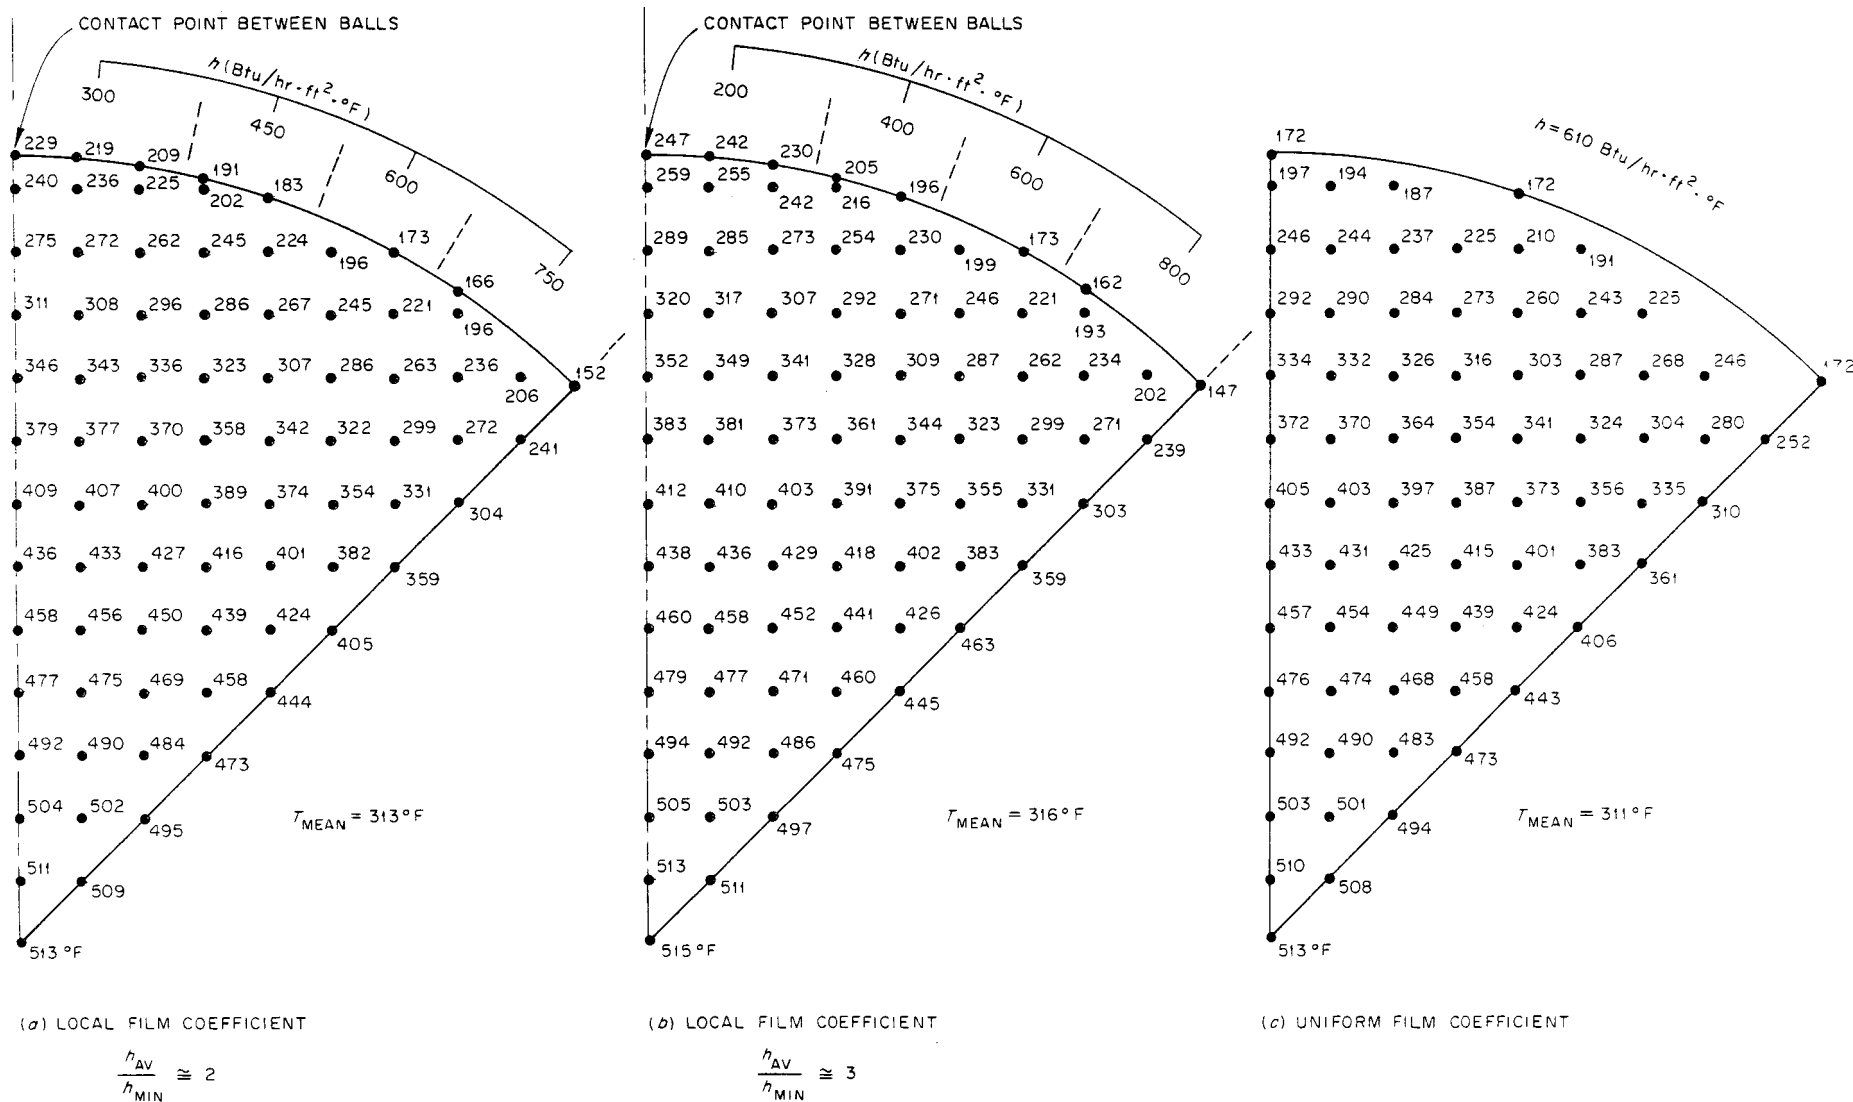 CONTACT POINT BETWEEN BALLS
h (Btu/hr·ft²·°F)
300
450
600
750
229 219 209 191 183
240 236 225 202
275 272 262 245 224 196 173
166
311 308 296 286 267 245 221 196
346 343 336 323 307 286 263 236 206 152
379 377 370 358 342 322 299 272 241
409 407 400 389 374 354 331 304
436 433 427 416 401 382 359
458 456 450 439 424 405
477 475 469 458 444
492 490 484 473
504 502 495
T MEAN = 313°F
511 509
513 °F
(a) LOCAL FILM COEFFICIENT
h AV
h MIN ≅ 2
CONTACT POINT BETWEEN BALLS
h (Btu/hr·ft²·°F)
200
400
600
800
247 242 230 205 196
259 255 242 216
289 285 273 254 230 199 173
162
320 317 307 292 271 246 221 193
352 349 341 328 309 287 262 234 202 147
383 381 373 361 344 323 299 271 239
412 410 403 391 375 355 331 303
438 436 429 418 402 383 359
460 458 452 441 426 463
479 477 471 460 445
494 492 486 475
505 503 497
T MEAN = 316°F
513 511
515 °F
(b) LOCAL FILM COEFFICIENT
h AV
h MIN ≅ 3
h = 610 Btu/hr·ft²·°F
172
197 194 187 172
246 244 237 225 210 191
292 290 284 273 260 243 225
334 332 326 316 303 287 268 246 172
372 370 364 354 341 324 304 280 252
405 403 397 387 373 356 335 310
433 431 425 415 401 383 361
457 454 449 439 424 406
476 474 468 458 443
492 490 483 473
503 501 494
T MEAN = 311°F
510 508
513 °F
(c) UNIFORM FILM COEFFICIENT